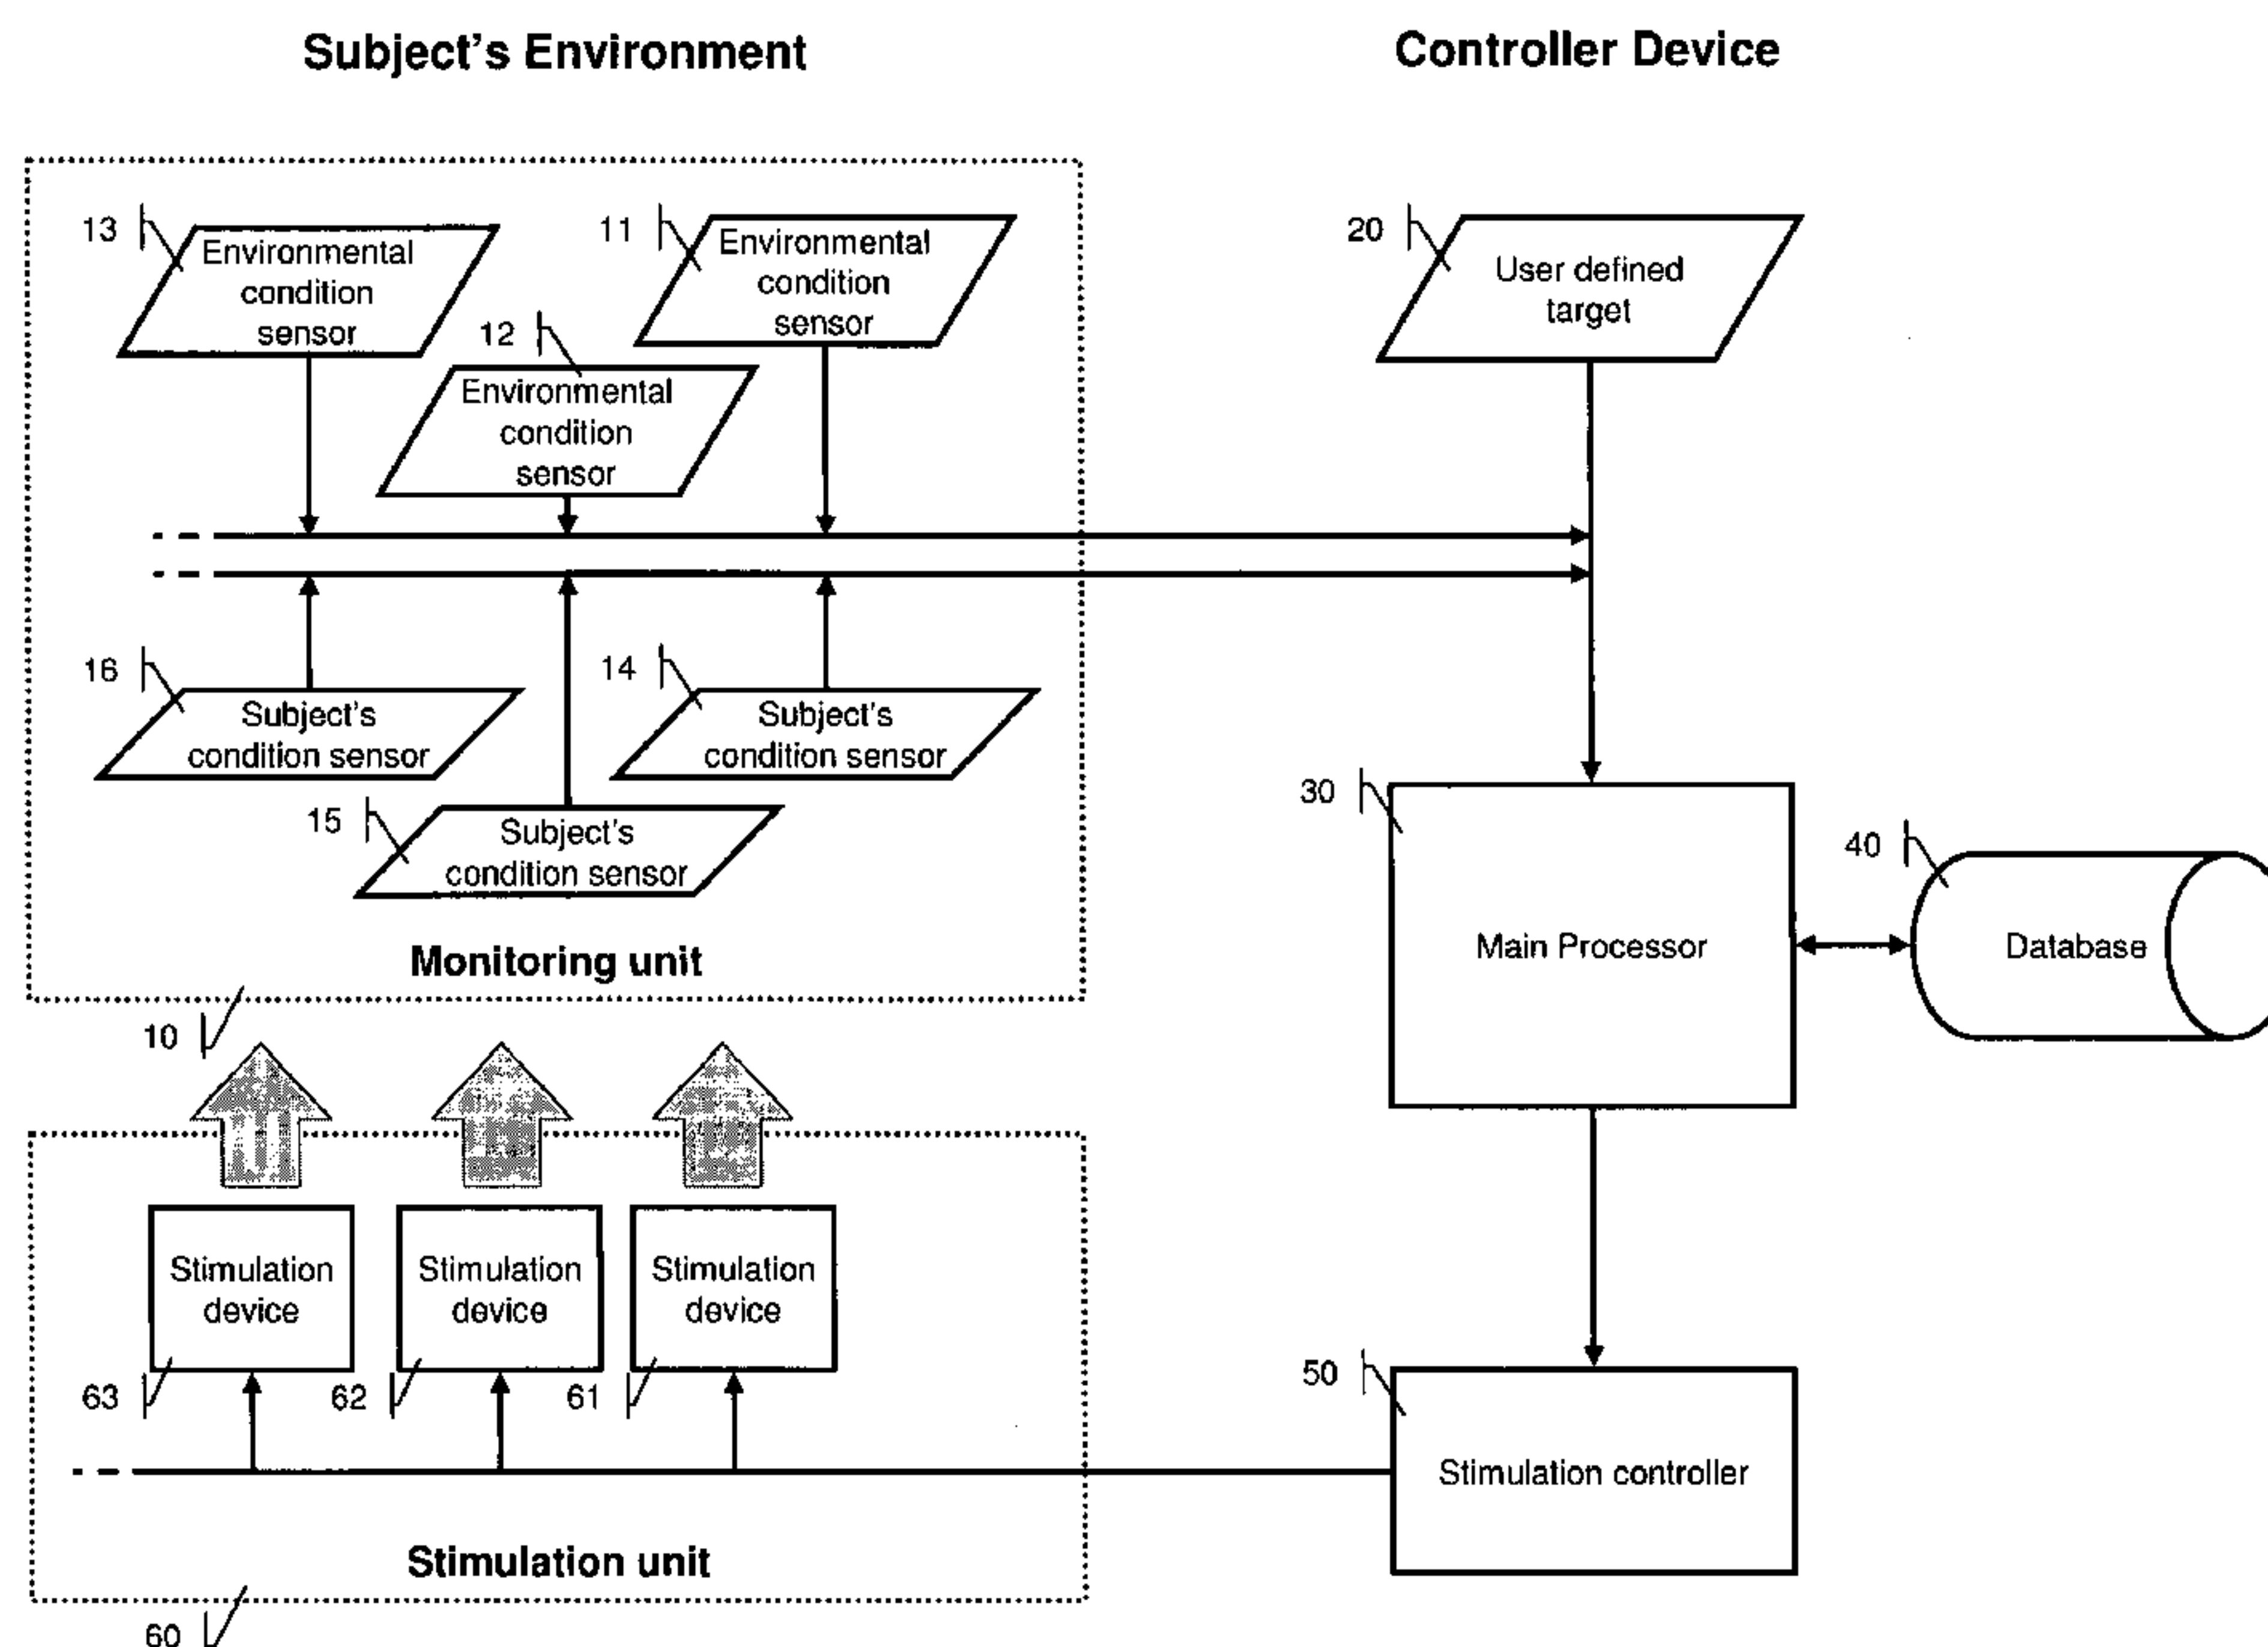 Subject's Environment
Controller Device
13
Environmental
condition
sensor
11
Environmental
condition
sensor
20
User defined
target
12
Environmental
condition
sensor
16
Subject's
condition sensor
14
Subject's
condition sensor
15
Subject's
condition sensor
Monitoring unit
10
30
Main Processor
40
Database
Stimulation
device
Stimulation
device
Stimulation
device
63
62
61
50
Stimulation controller
Stimulation unit
60